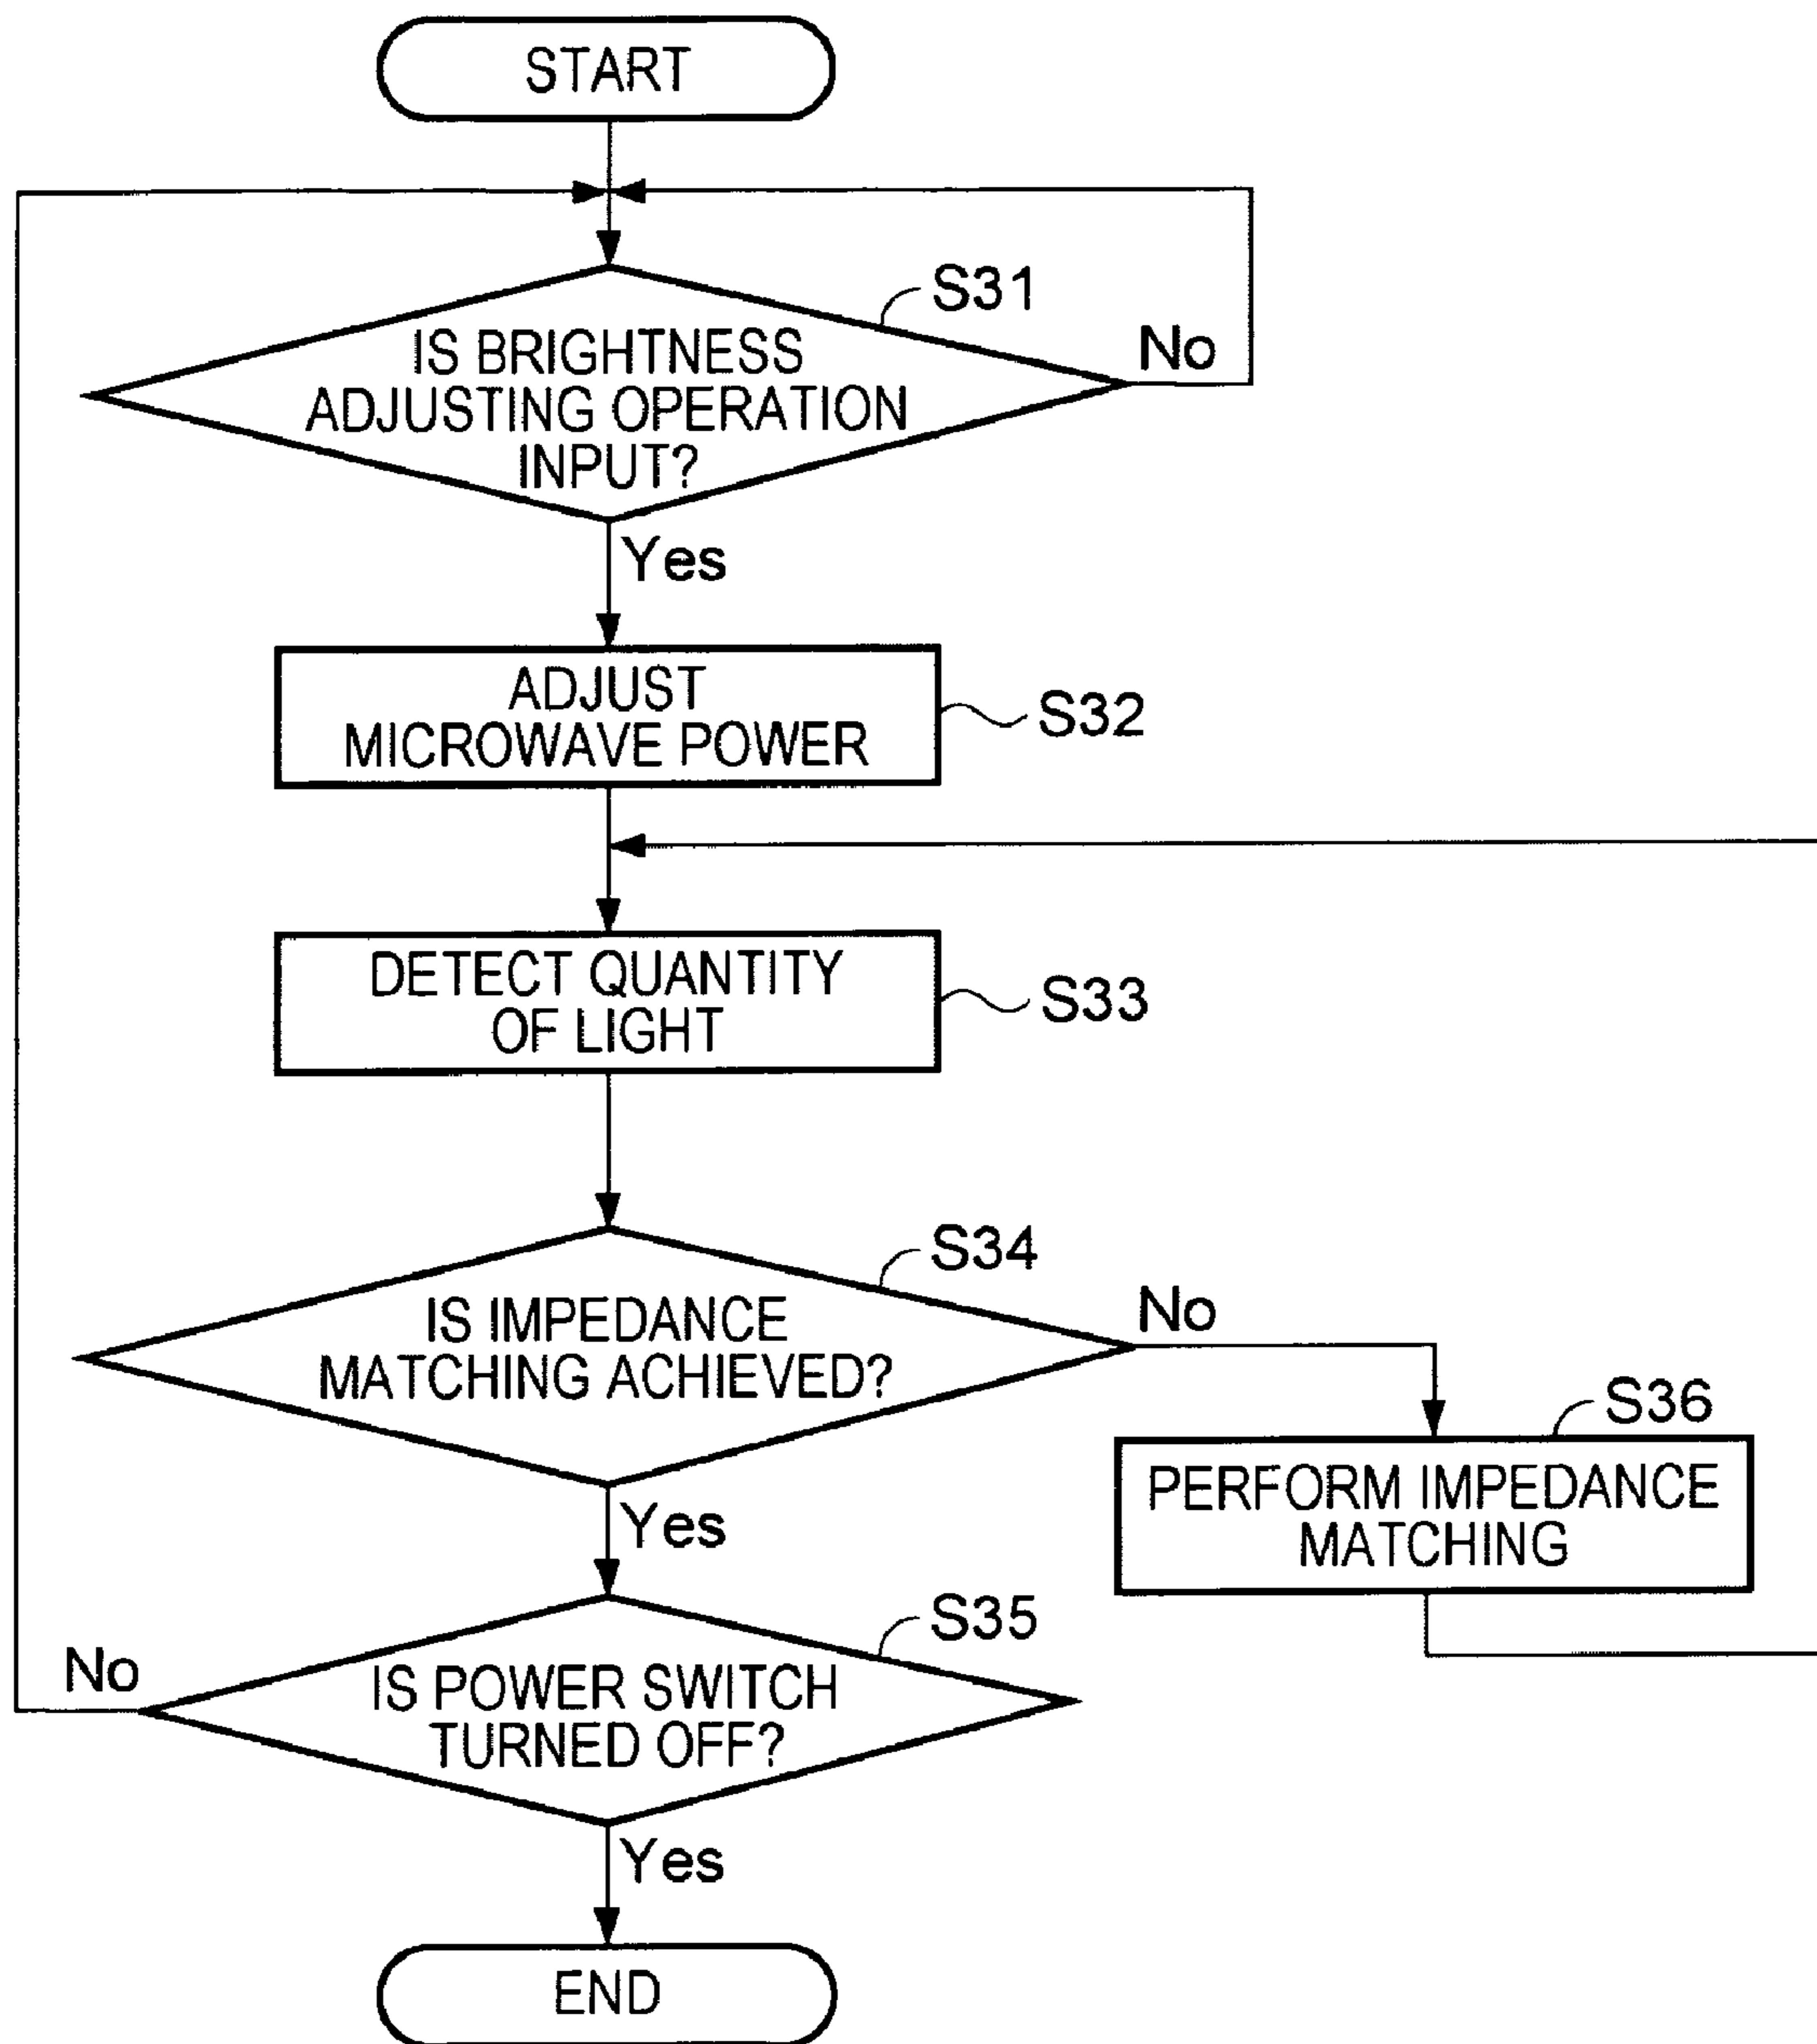 START
S31
IS BRIGHTNESS
ADJUSTING OPERATION
INPUT?
No
Yes
ADJUST
MICROWAVE POWER
S32
DETECT QUANTITY
OF LIGHT
S33
S34
IS IMPEDANCE
MATCHING ACHIEVED?
No
S36
PERFORM IMPEDANCE
MATCHING
Yes
S35
IS POWER SWITCH
TURNED OFF?
No
Yes
END